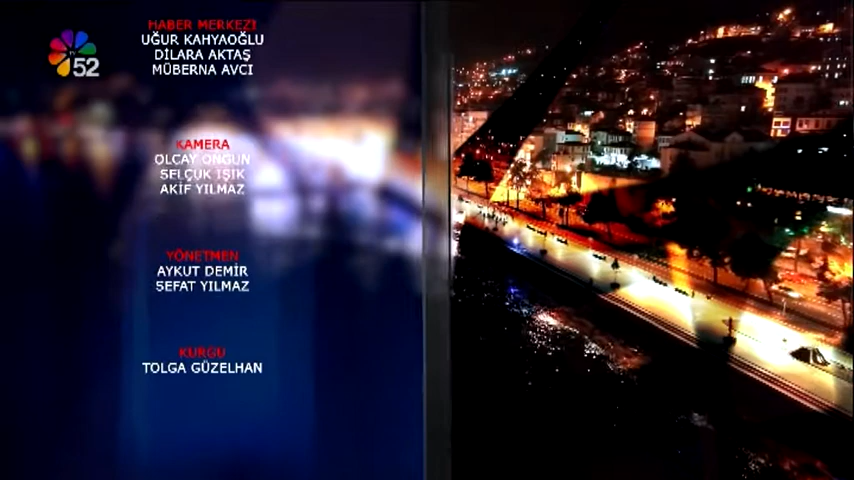 TV
52
HABER MERKEZİ
UĞUR KAHYAOĞLU
DİLARA AKTAŞ
MÜBERNA AVCI
KAMERA
OLCAY ONGUN
SELÇUK IŞIK
AKİF YILMAZ
YÖNETMEN
AYKUT DEMİR
SEFAT YILMAZ
KURGU
TOLGA GÜZELHAN